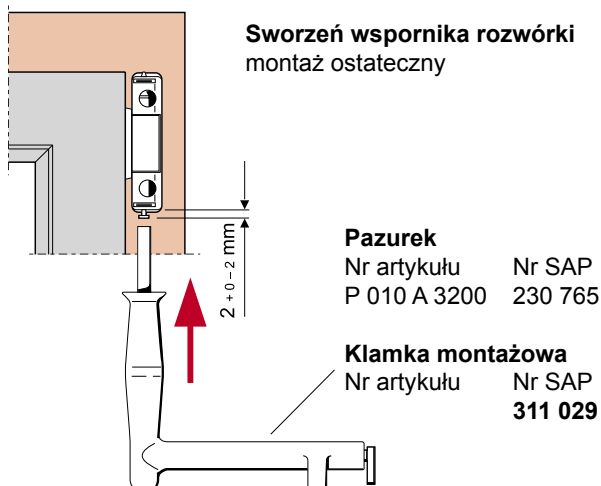 Sworzeń wspornika rozwórki
montaż ostateczny
2 +0 –2 mm
Pazurek
Nr artykułu Nr SAP
P 010 A 3200 230 765
Klamka montażowa
Nr artykułu Nr SAP
311 029